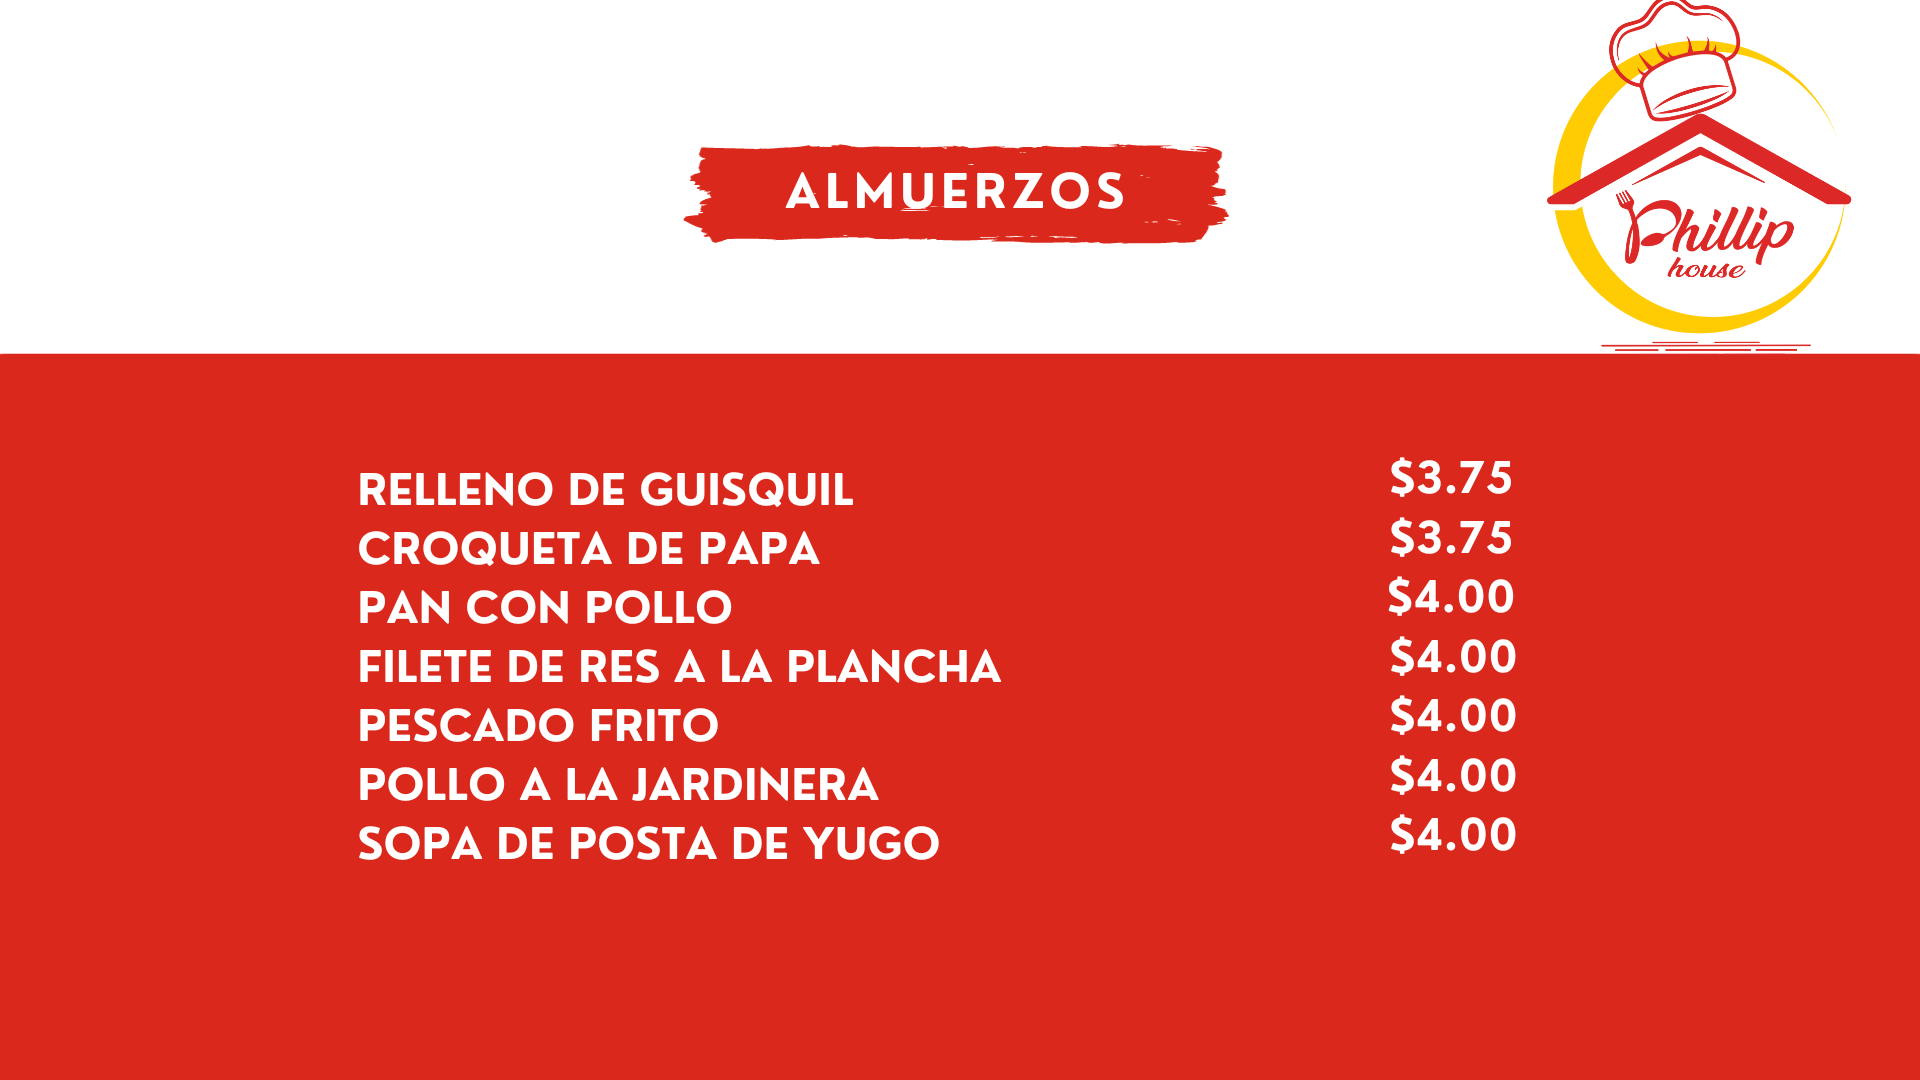 ALMUERZOS
Phillip
house
RELLENO DE GUISQUIL $3.75
CROQUETA DE PAPA $3.75
PAN CON POLLO $4.00
FILETE DE RES A LA PLANCHA $4.00
PESCADO FRITO $4.00
POLLO A LA JARDINERA $4.00
SOPA DE POSTA DE YUGO $4.00